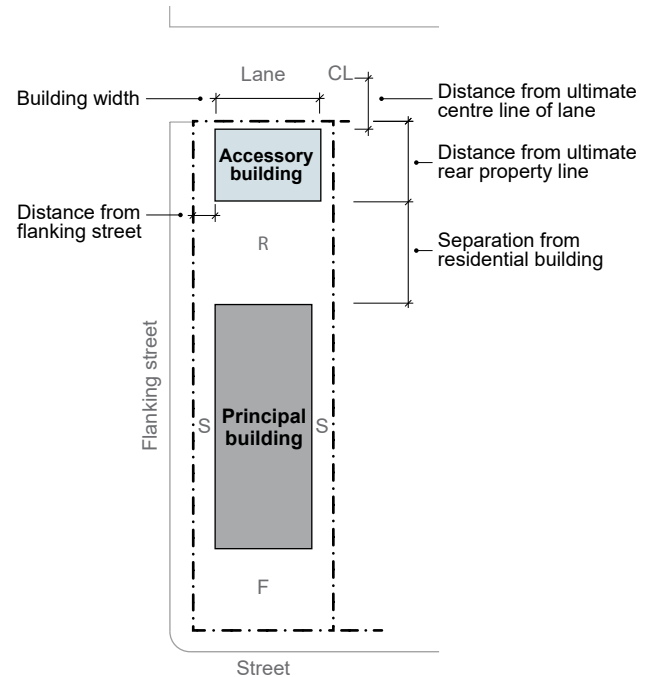 Lane
CL
Building width
Distance from ultimate
centre line of lane
Accessory
building
Distance from ultimate
rear property line
Distance from
flanking street
R
Separation from
residential building
Flanking street
S
Principal
building
S
F
Street